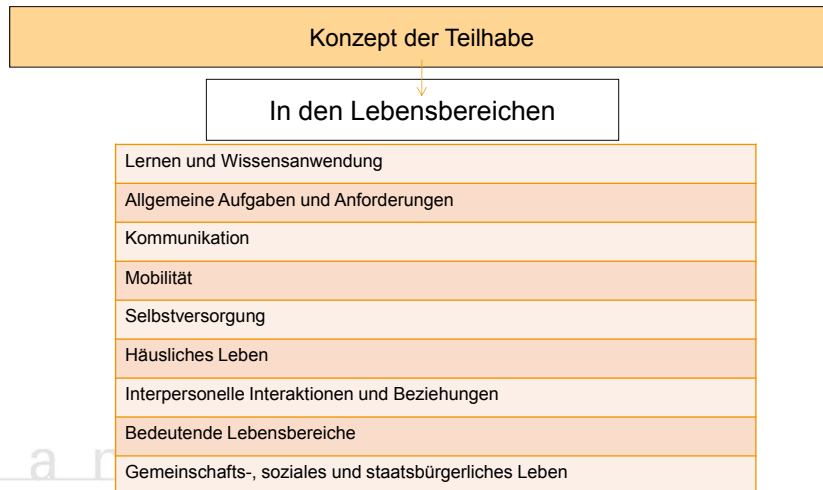 Konzept der Teilhabe
In den Lebensbereichen
Lernen und Wissensanwendung
Allgemeine Aufgaben und Anforderungen
Kommunikation
Mobilität
Selbstversorgung
Häusliches Leben
Interpersonelle Interaktionen und Beziehungen
Bedeutende Lebensbereiche
Gemeinschafts-, soziales und staatsbürgerliches Leben